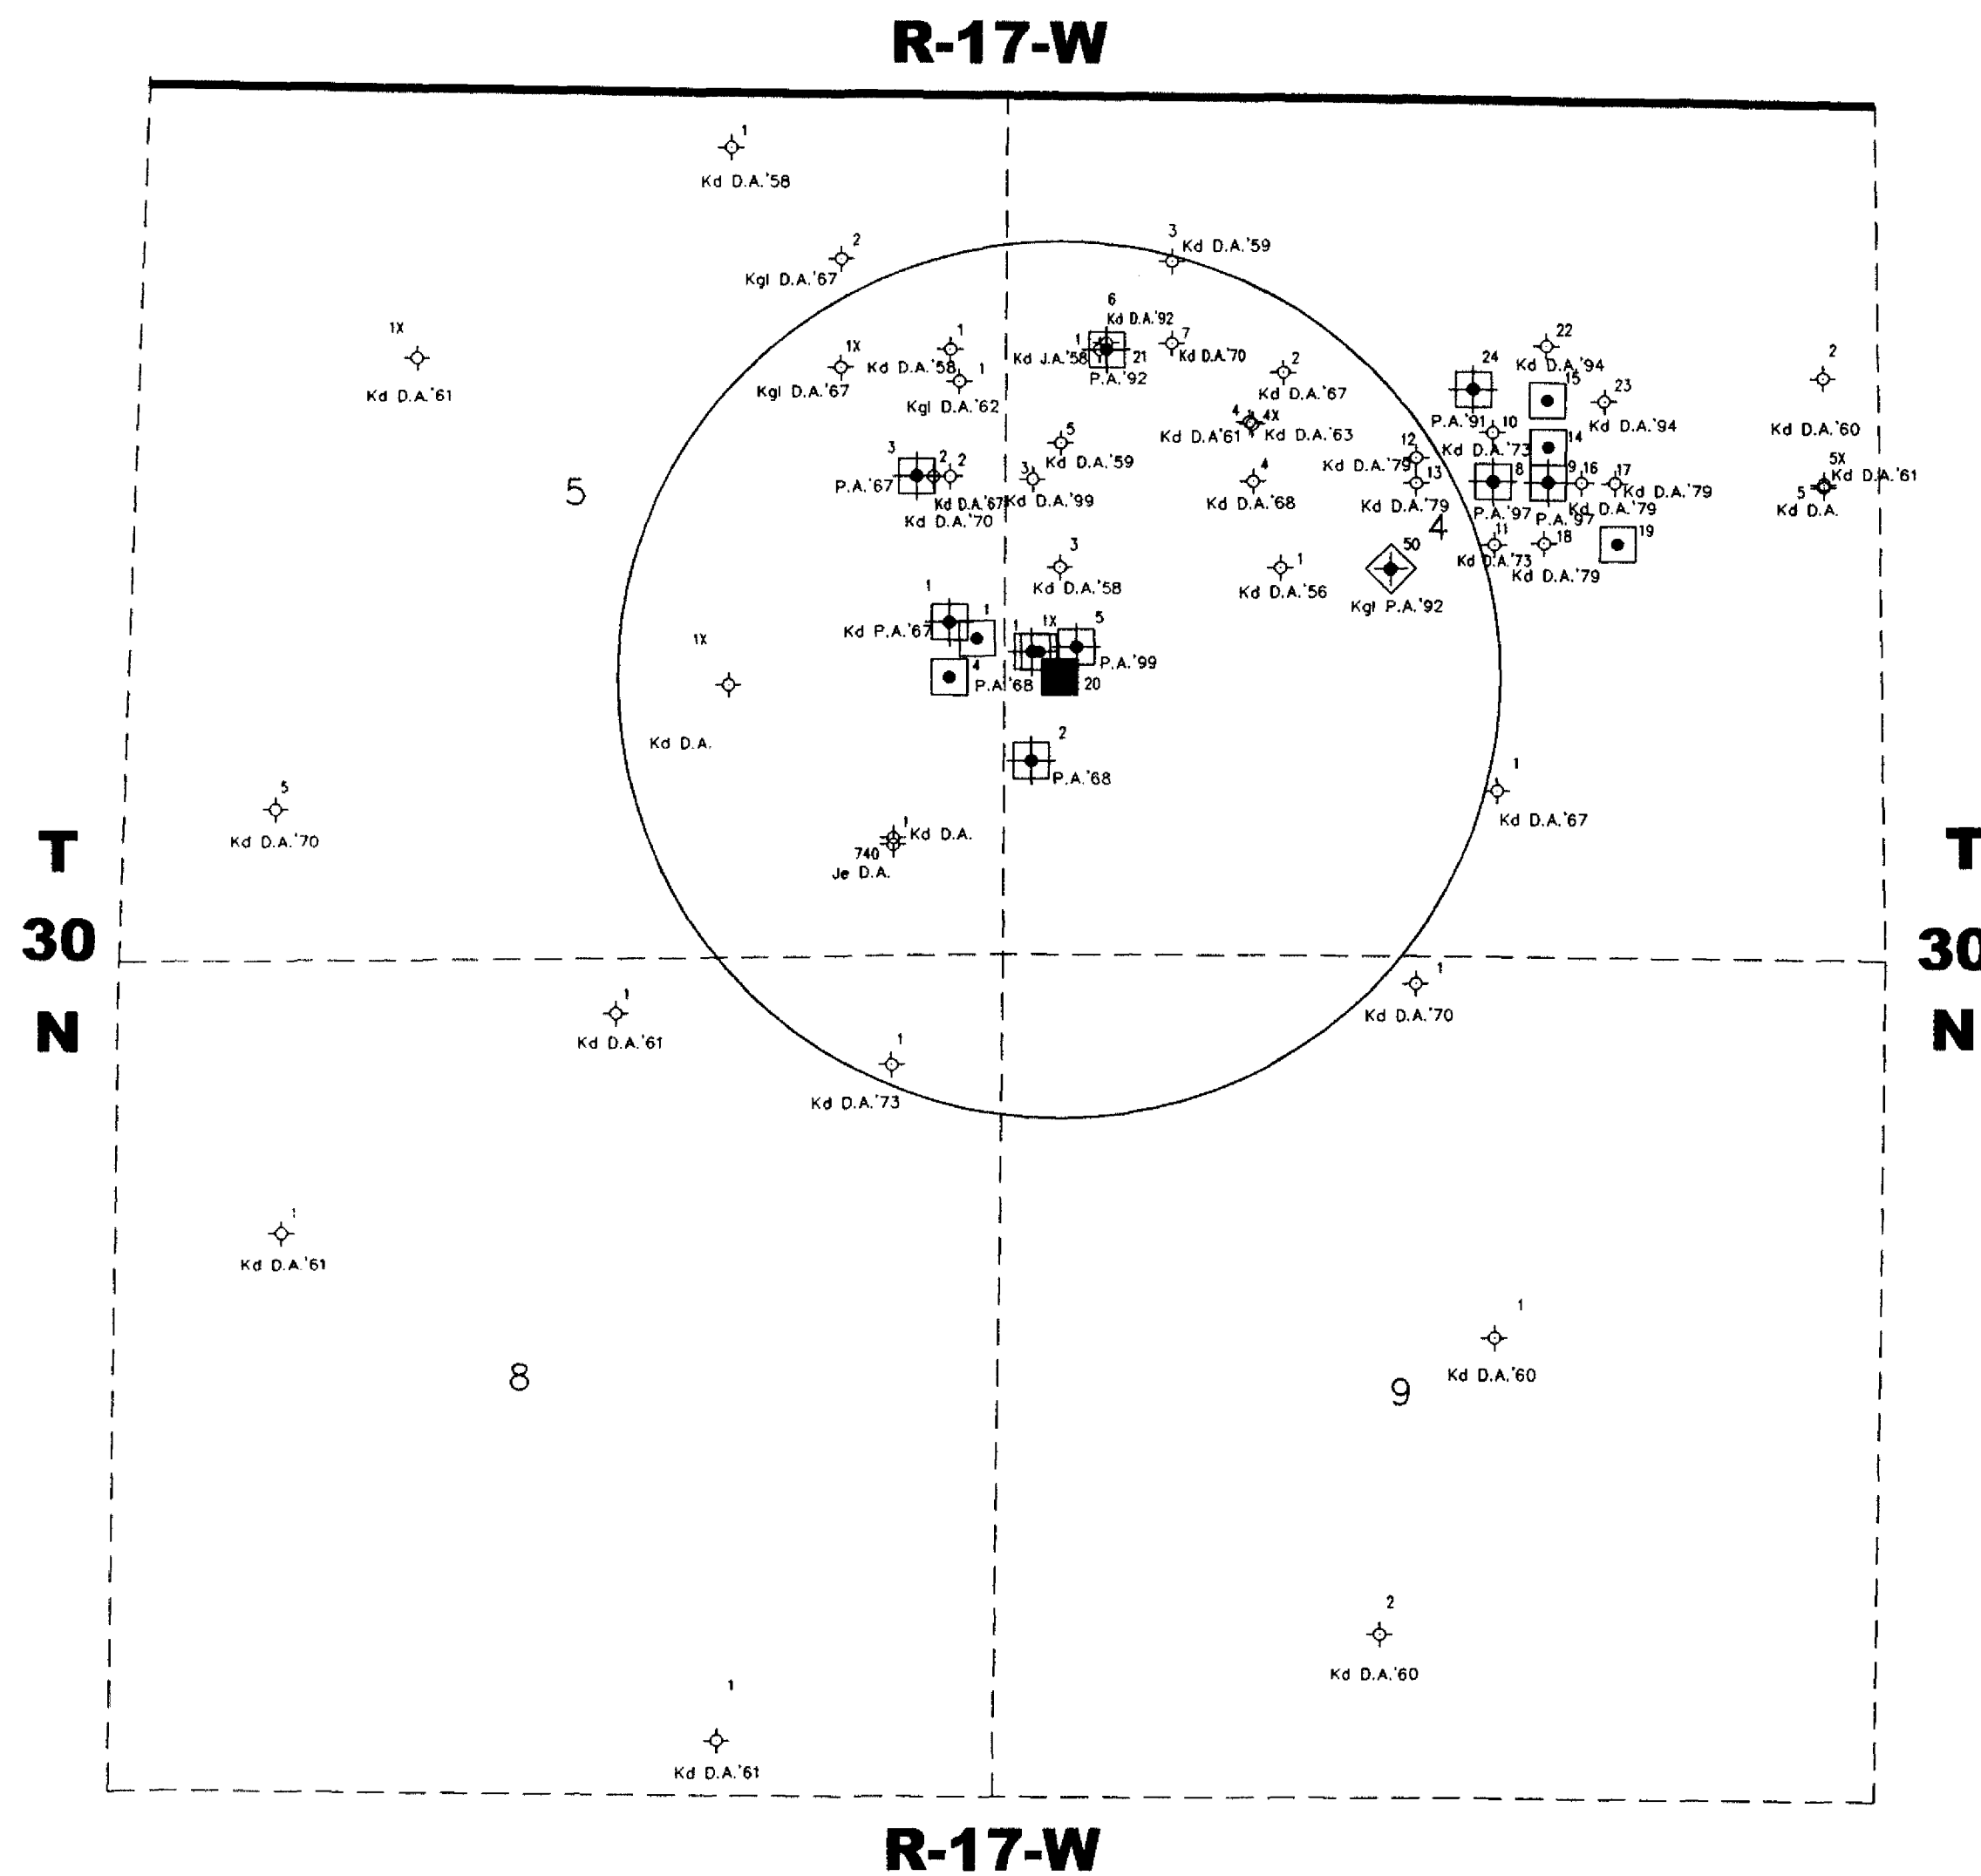 R-17-W
1
Kd D.A.'58
2
Kgl D.A.'67
3
Kd D.A.'59
1X
Kd D.A.'61
1X
Kgl D.A.'67
1
Kd D.A.'58
1
Kgl D.A.'62
6
Kd D.A.'92
1
Kd J.A.'58
21
P.A.'92
7
Kd D.A.'70
2
Kd D.A.'67
4
Kd D.A'61
4X
Kd D.A.'63
22
Kd D.A.'94
24
P.A.'91
15
23
Kd D.A.'94
2
Kd D.A.'60
10
Kd D.A.'73
14
12
Kd D.A.'79
13
Kd D.A.'79
5
Kd D.A.'59
3
P.A.'67
2
2
Kd D.A.'67
Kd D.A.'70
3
Kd D.A.'99
4
Kd D.A.'68
8
P.A.'97
9
P.A.'97
16
Kd D.A.'79
17
Kd D.A.'79
5X
Kd D.A.'61
5
Kd D.A.
5
4
11
Kd D.A.'73
18
Kd D.A.'79
19
50
Kgl P.A.'92
3
Kd D.A.'58
1
Kd D.A.'56
1
Kd P.A.'67
1
1
1X
5
P.A.'99
4
P.A.'68
20
1X
Kd D.A.
2
P.A.'68
5
Kd D.A.'70
1
Kd D.A.
740
Je D.A.
1
Kd D.A.'67
T
30
N
T
30
N
1
Kd D.A.'61
1
Kd D.A.'73
1
Kd D.A.'70
1
Kd D.A.'61
1
Kd D.A.'60
8
9
2
Kd D.A.'60
1
Kd D.A.'61
R-17-W